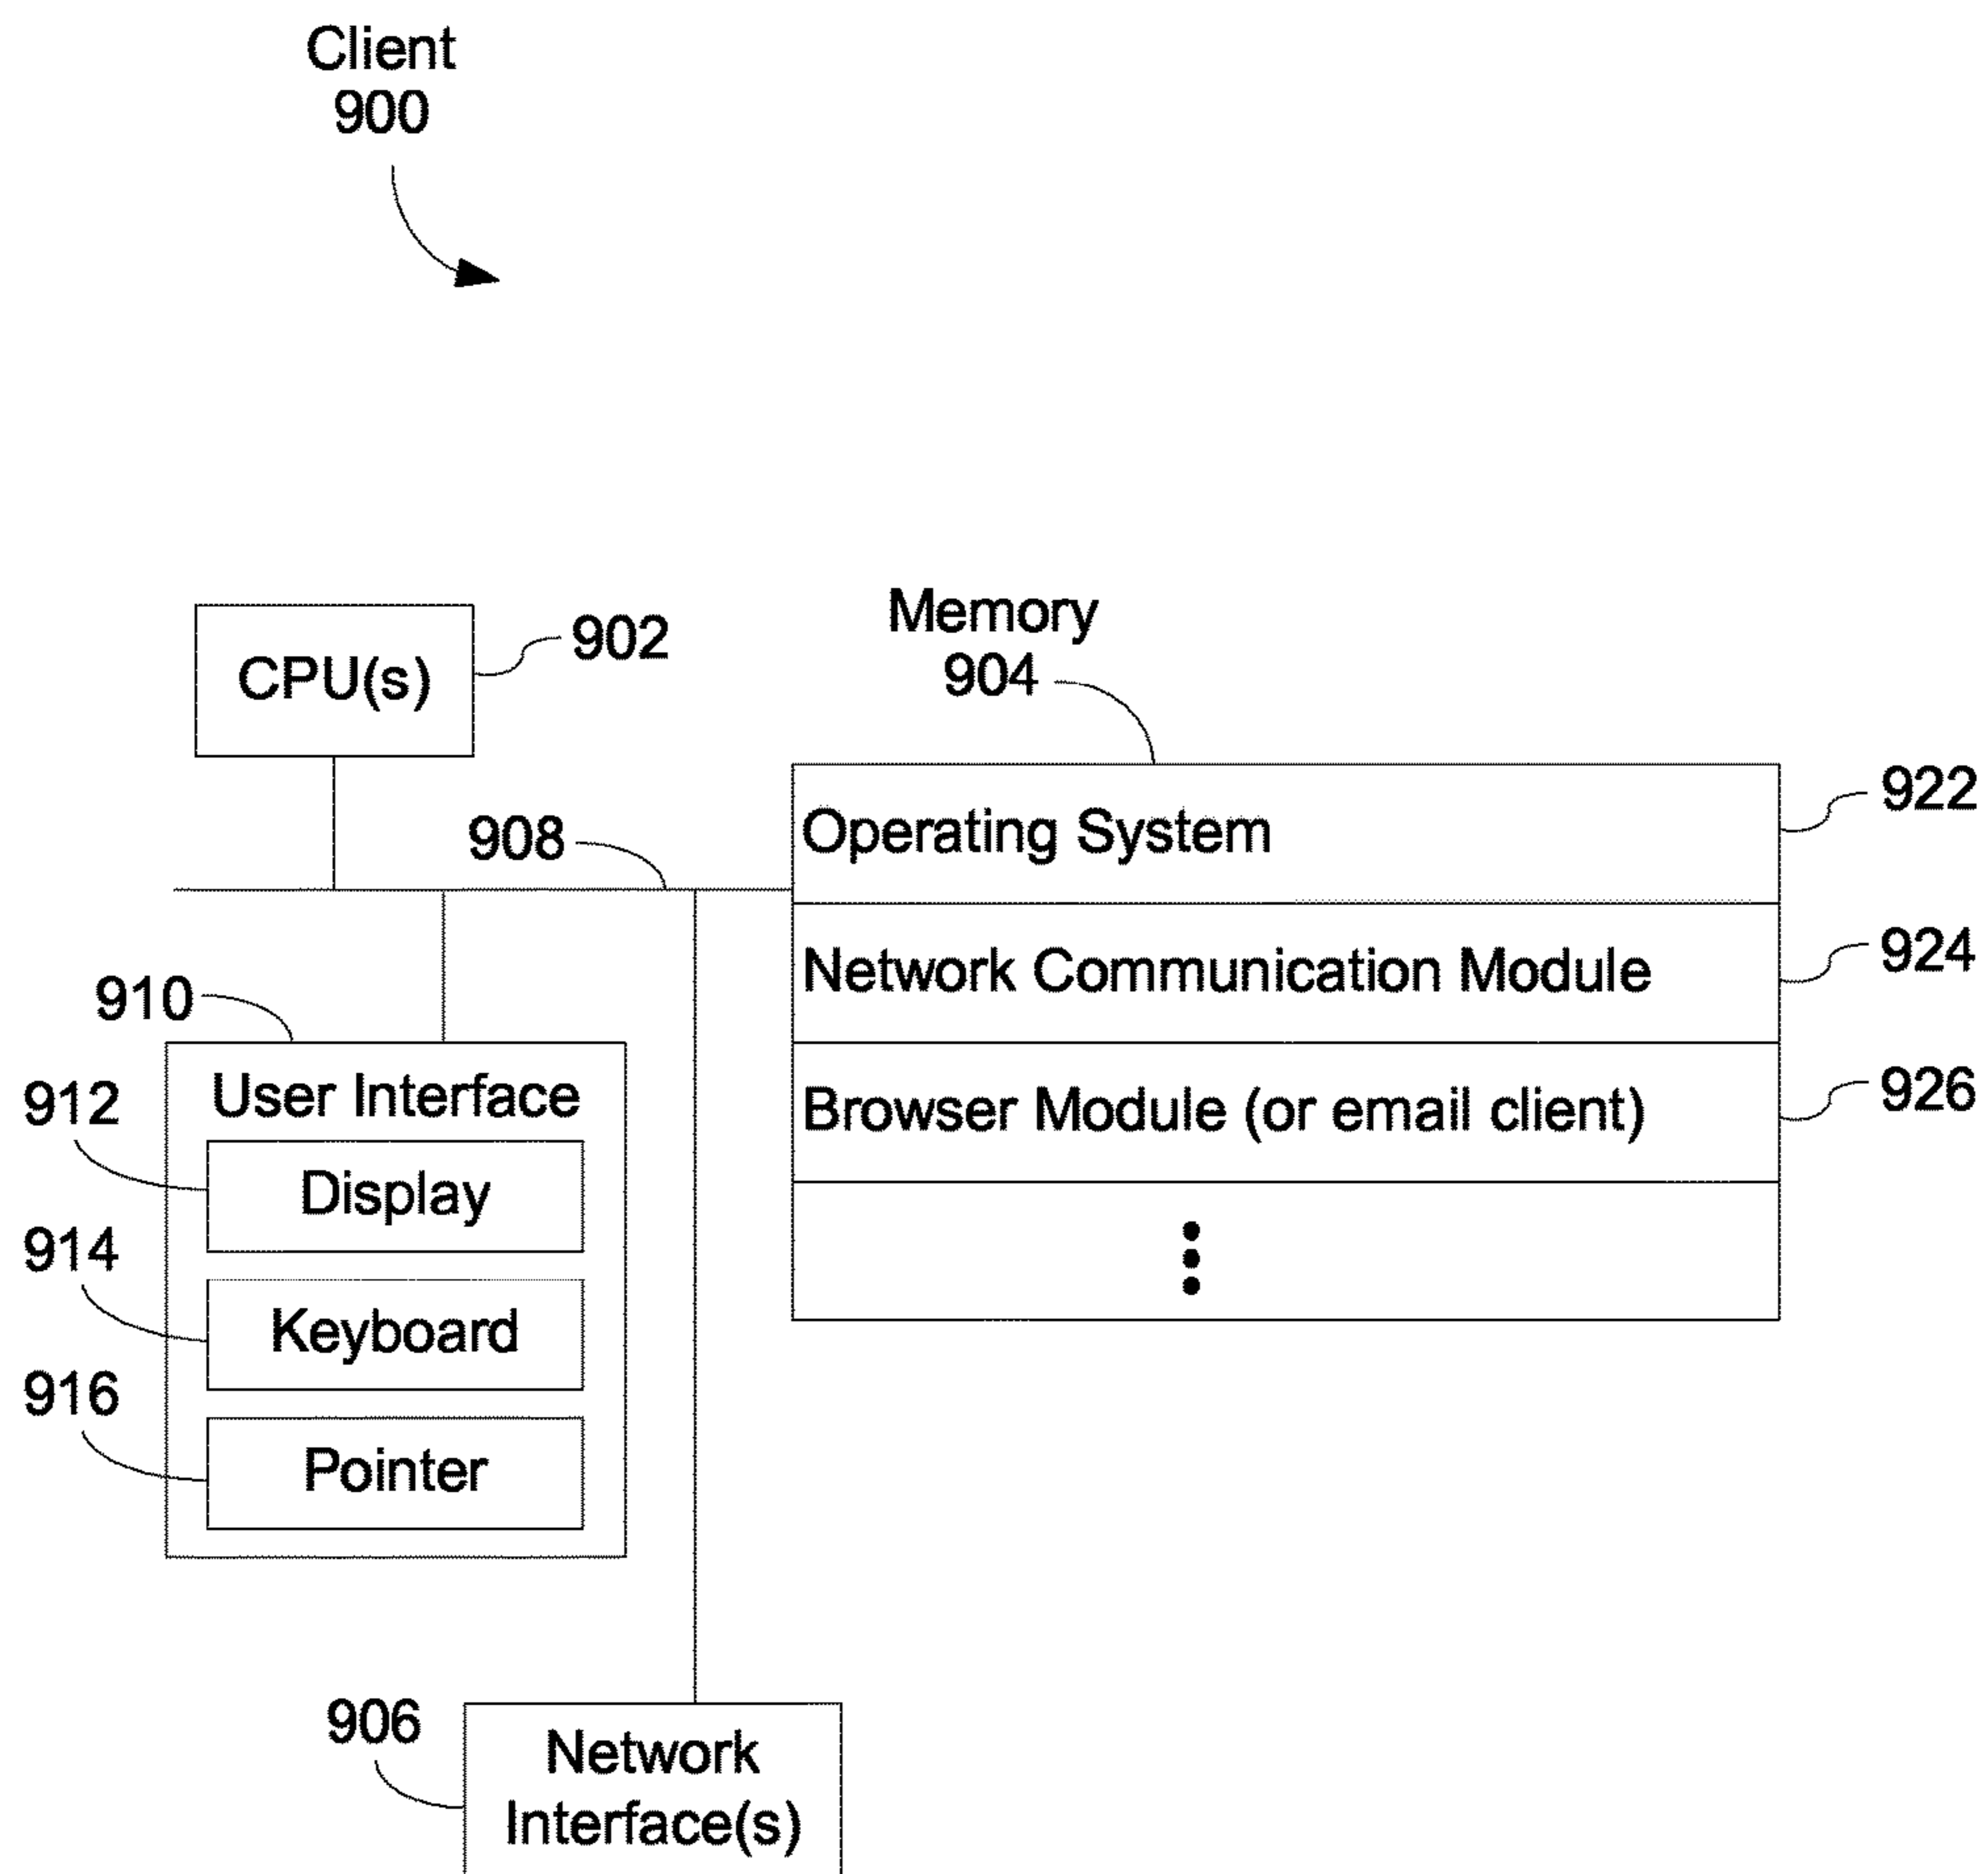 Client
900
CPU(s)
902
Memory
904
908
Operating System
922
Network Communication Module
924
Browser Module (or email client)
926
910
User Interface
912
Display
914
Keyboard
916
Pointer
906
Network
Interface(s)